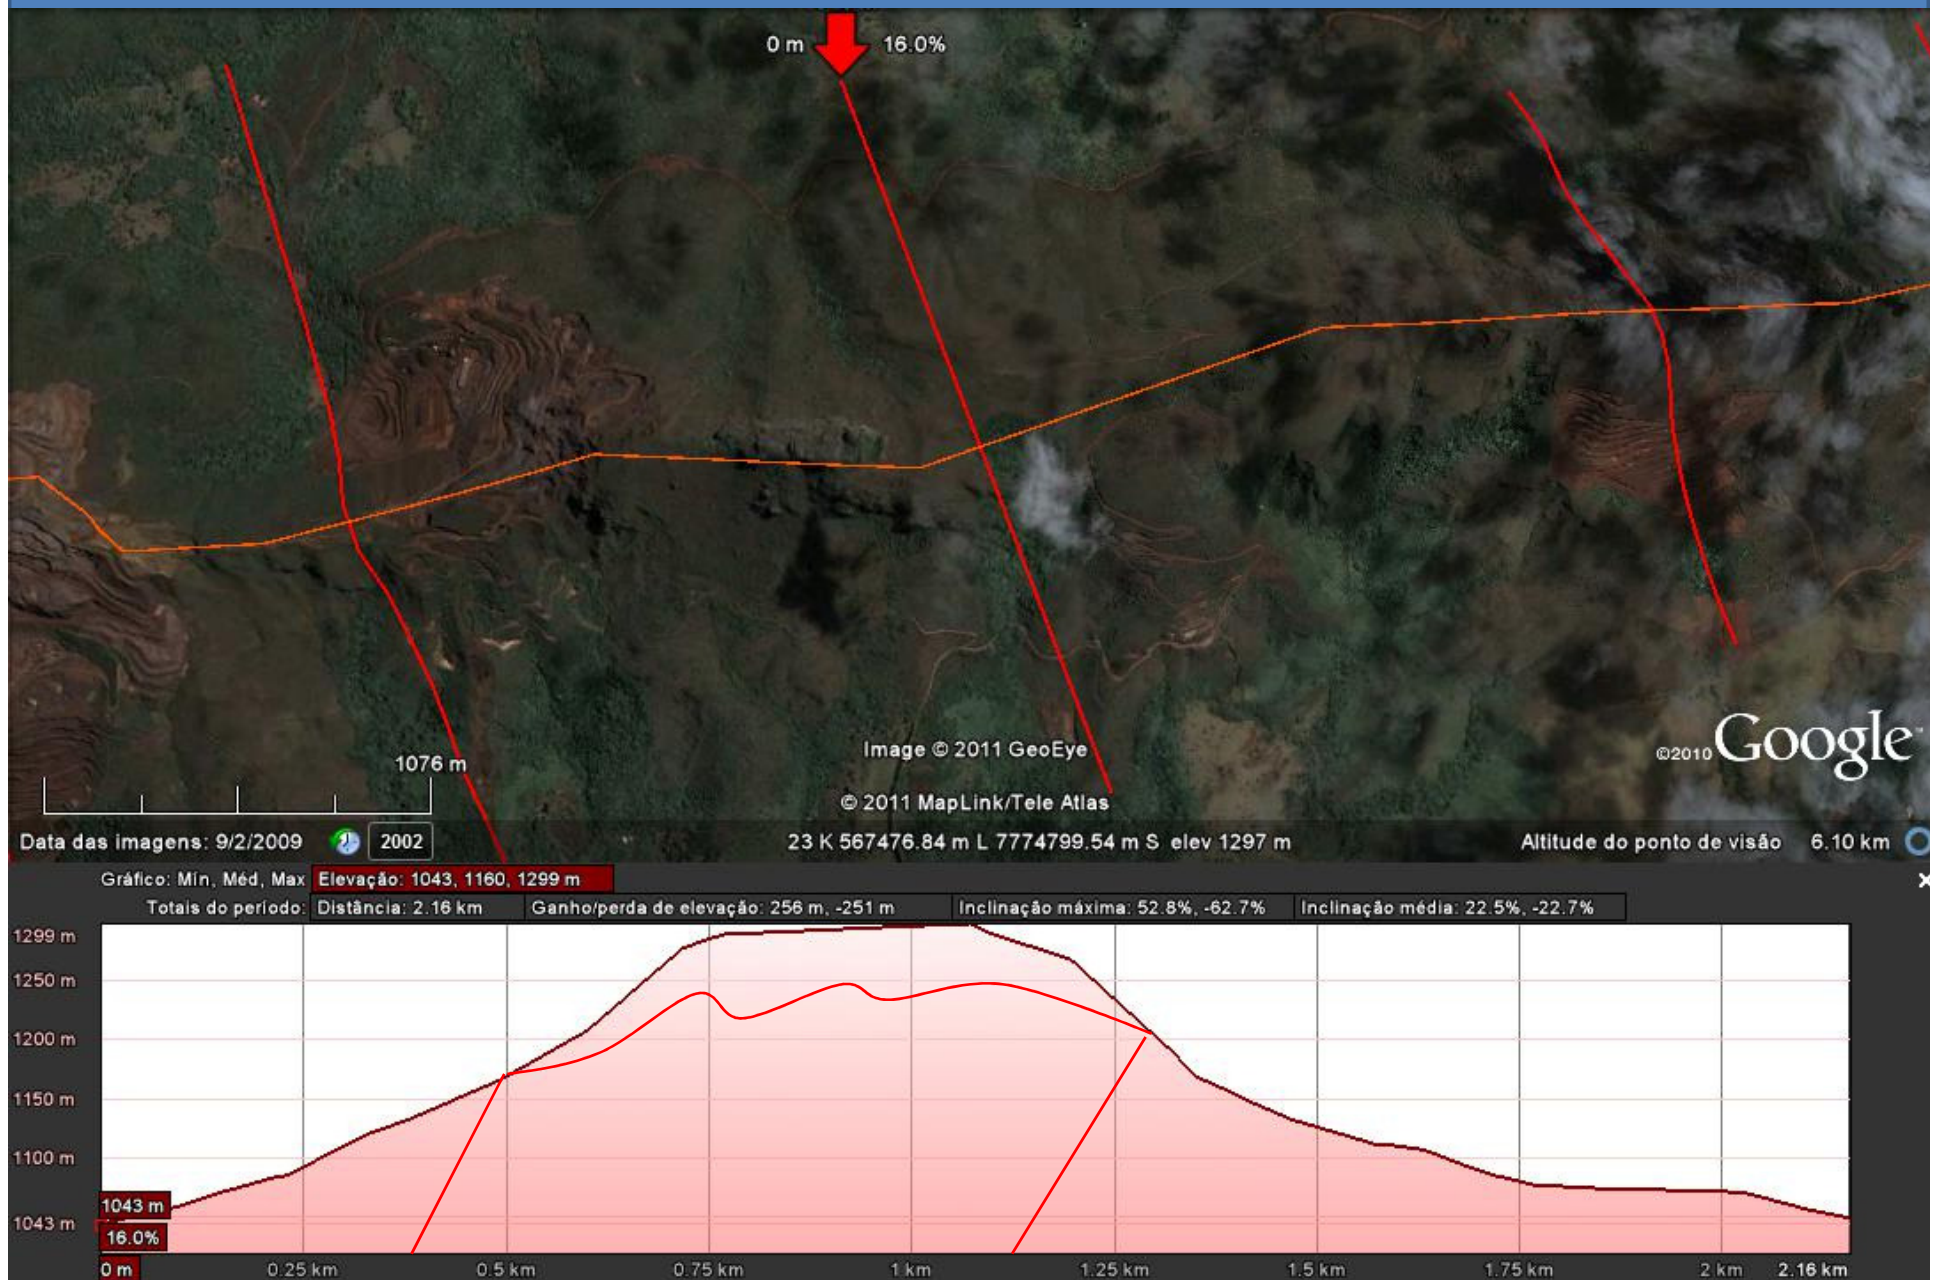 0 m 16.0%
1076 m
Image © 2011 GeoEye
© 2011 MapLink/Tele Atlas
©2010 Google™
Data das imagens: 9/2/2009 2002 23 K 567476.84 m L 7774799.54 m S elev 1297 m Altitude do ponto de visão 6.10 km
Gráfico: Mín, Méd, Max Elevação: 1043, 1160, 1299 m
Totais do período: Distância: 2.16 km Ganho/perda de elevação: 256 m, -251 m Inclinação máxima: 52.8%, -62.7% Inclinação média: 22.5%, -22.7%
1299 m
1250 m
1200 m
1150 m
1100 m
1043 m
1043 m
16.0%
0 m 0.25 km 0.5 km 0.75 km 1 km 1.25 km 1.5 km 1.75 km 2 km 2.16 km